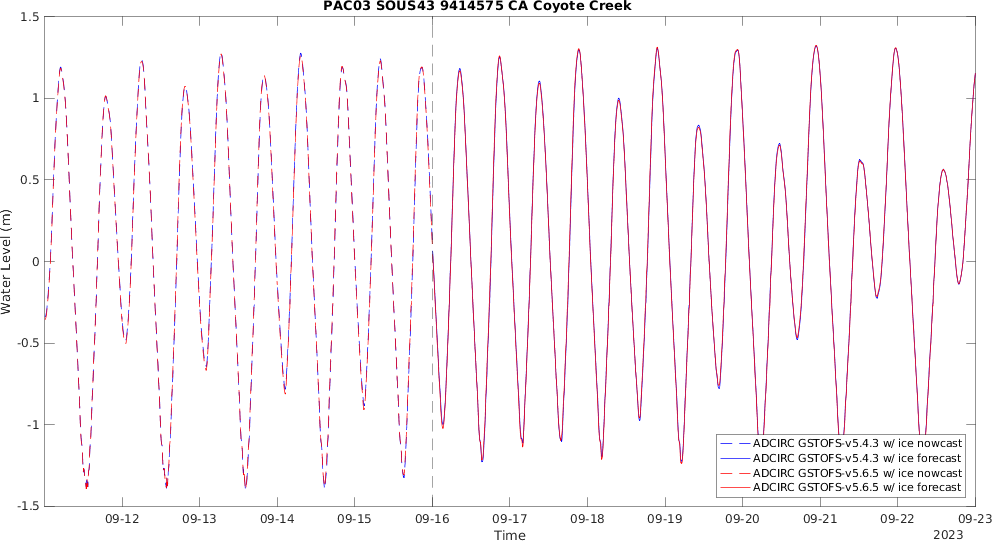 PAC03 SOUS43 9414575 CA Coyote Creek
Water Level (m)
1.5
1
0.5
0
-0.5
-1
-1.5
ADCIRC GSTOFS-v5.4.3 w/ ice nowcast
ADCIRC GSTOFS-v5.4.3 w/ ice forecast
ADCIRC GSTOFS-v5.6.5 w/ ice nowcast
ADCIRC GSTOFS-v5.6.5 w/ ice forecast
09-12 09-13 09-14 09-15 09-16 09-17 09-18 09-19 09-20 09-21 09-22 09-23
Time
2023